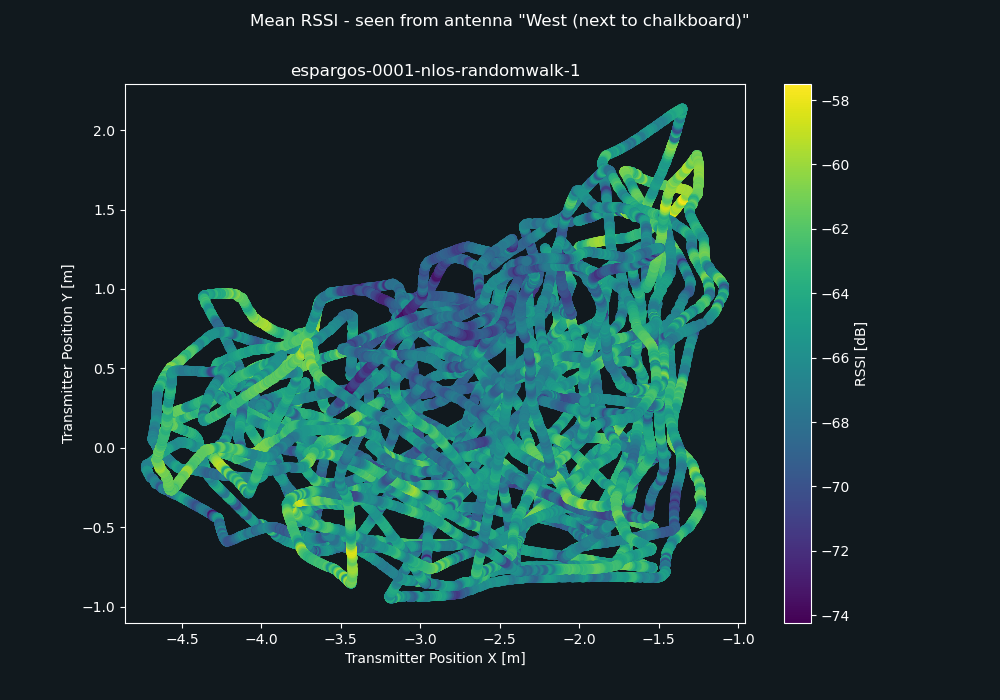 Mean RSSI - seen from antenna "West (next to chalkboard)"
espargos-0001-nlos-randomwalk-1
Transmitter Position Y [m]
2.0
1.5
1.0
0.5
0.0
−0.5
−1.0
−4.5 −4.0 −3.5 −3.0 −2.5 −2.0 −1.5 −1.0
Transmitter Position X [m]
−58
−60
−62
−64
−66
−68
−70
−72
−74
RSSI [dB]